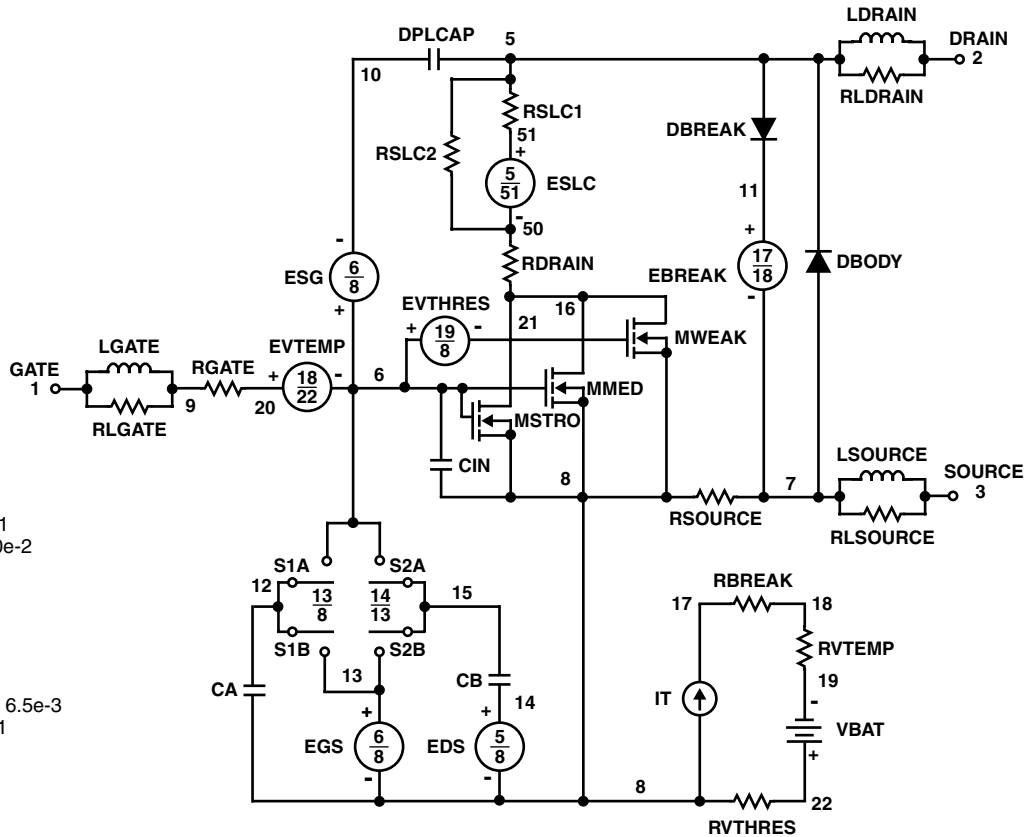 LDRAIN
DPLCAP 5 DRAIN
10 2
RSLC1 RLDRAIN
51 DBREAK
RSLC2 +
5
51 ESLC 11
-
50
- +
RDRAIN 17
18 DBODY
6
8 EBREAK
ESG EVTHRES 16 -
+ + 19
8 - 21 MWEAK
LGATE EVTEMP
GATE RGATE + 18
22 - 6 MMED
1 9 20 MSTRO
RLGATE LSOURCE
CIN 8 7 SOURCE
3
RSOURCE RLSOURCE
1
0e-2
S1A S2A
12 13
8 14
13 15 RBREAK
17 18
S1B S2B RVTEMP
13 CB 19
CA 14 IT -
6.5e-3
1
+ + VBAT
EGS 6
8 EDS 5
8 +
- - 8 22
RVTHRES